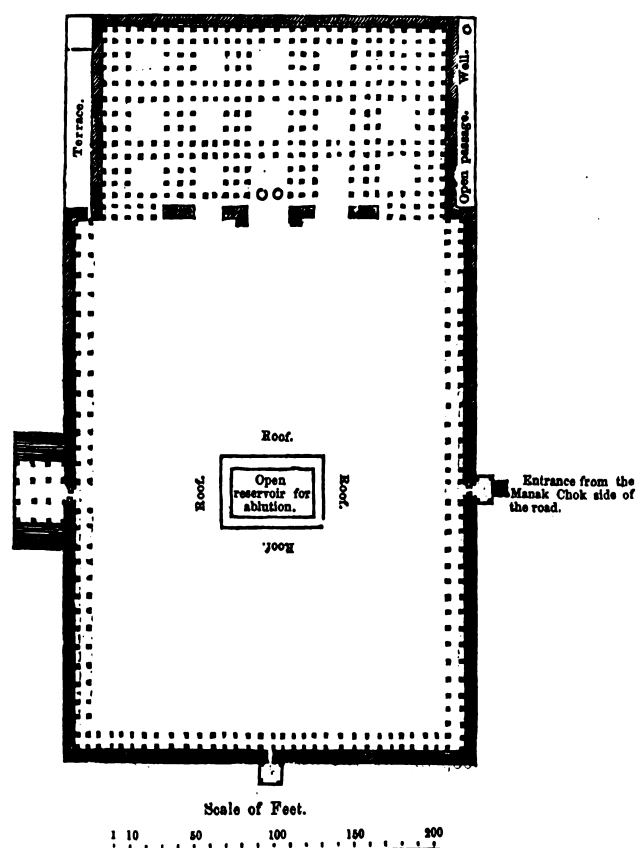 Terrace.
Open passage. Well.
Roof.
Roof.
Open
reservoir for
ablution.
Roof.
Roof.
Entrance from the
Manak Chok side of
the road.
Scale of Feet.
1 10 50 100 150 200